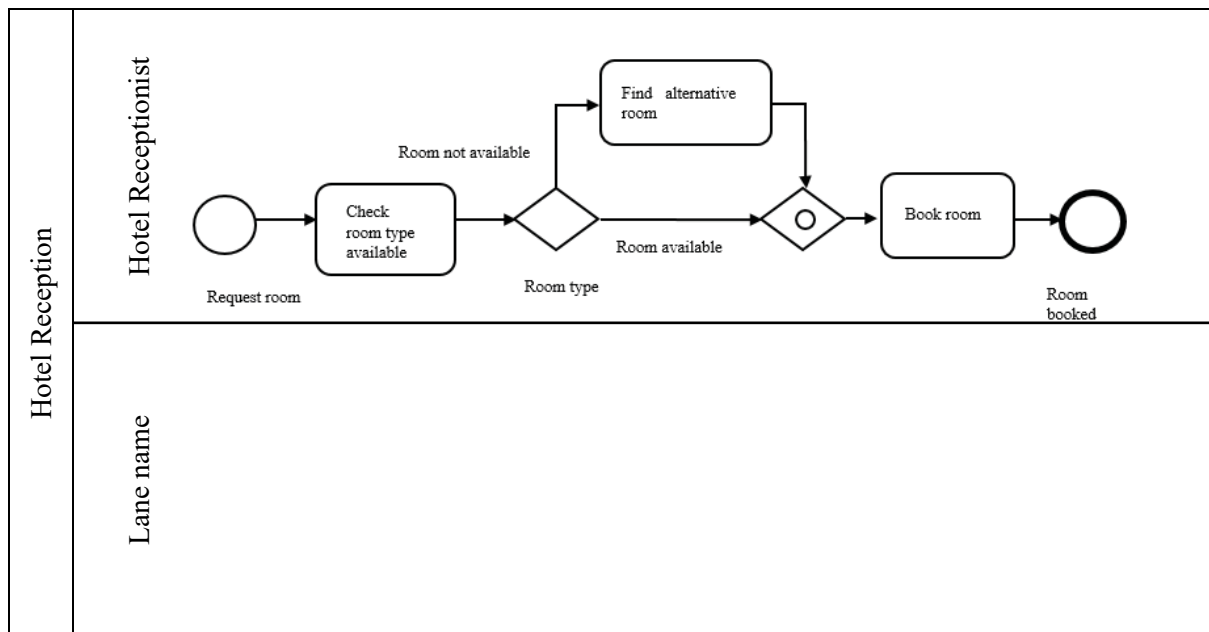 Hotel Reception
Hotel Receptionist
Find alternative
room
Room not available
Check
room type
available
Book room
Room available
Request room
Room type
Room
booked
Lane name